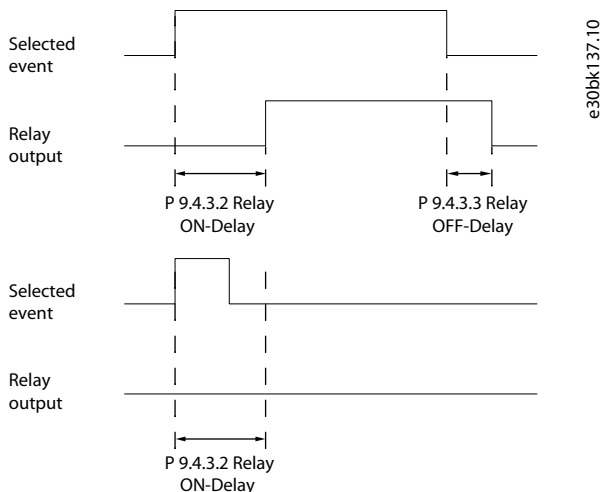 Selected
event
e30bk137.10
Relay
output
P 9.4.3.2 Relay
ON-Delay
P 9.4.3.3 Relay
OFF-Delay
Selected
event
Relay
output
P 9.4.3.2 Relay
ON-Delay